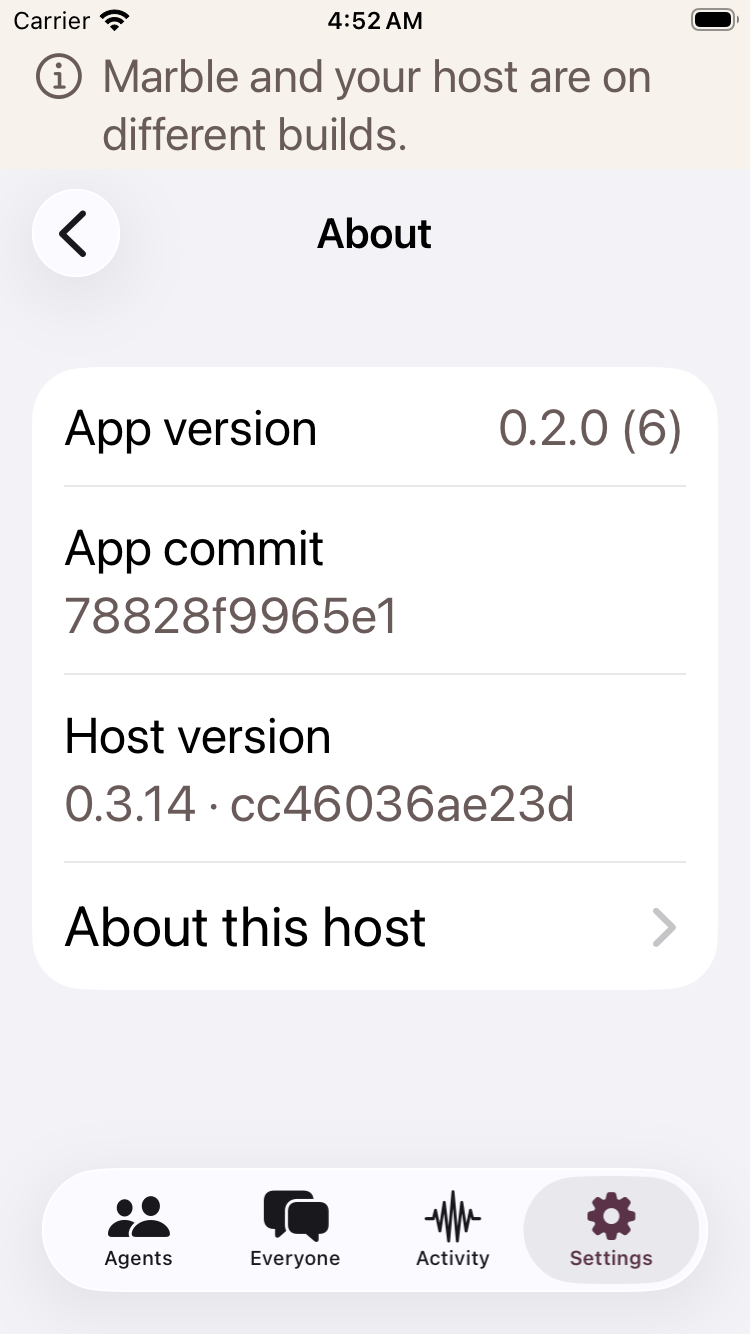 Carrier 4:52 AM
Marble and your host are on
different builds.
About
App version 0.2.0 (6)
App commit
78828f9965e1
Host version
0.3.14 · cc46036ae23d
About this host
Agents Everyone Activity Settings